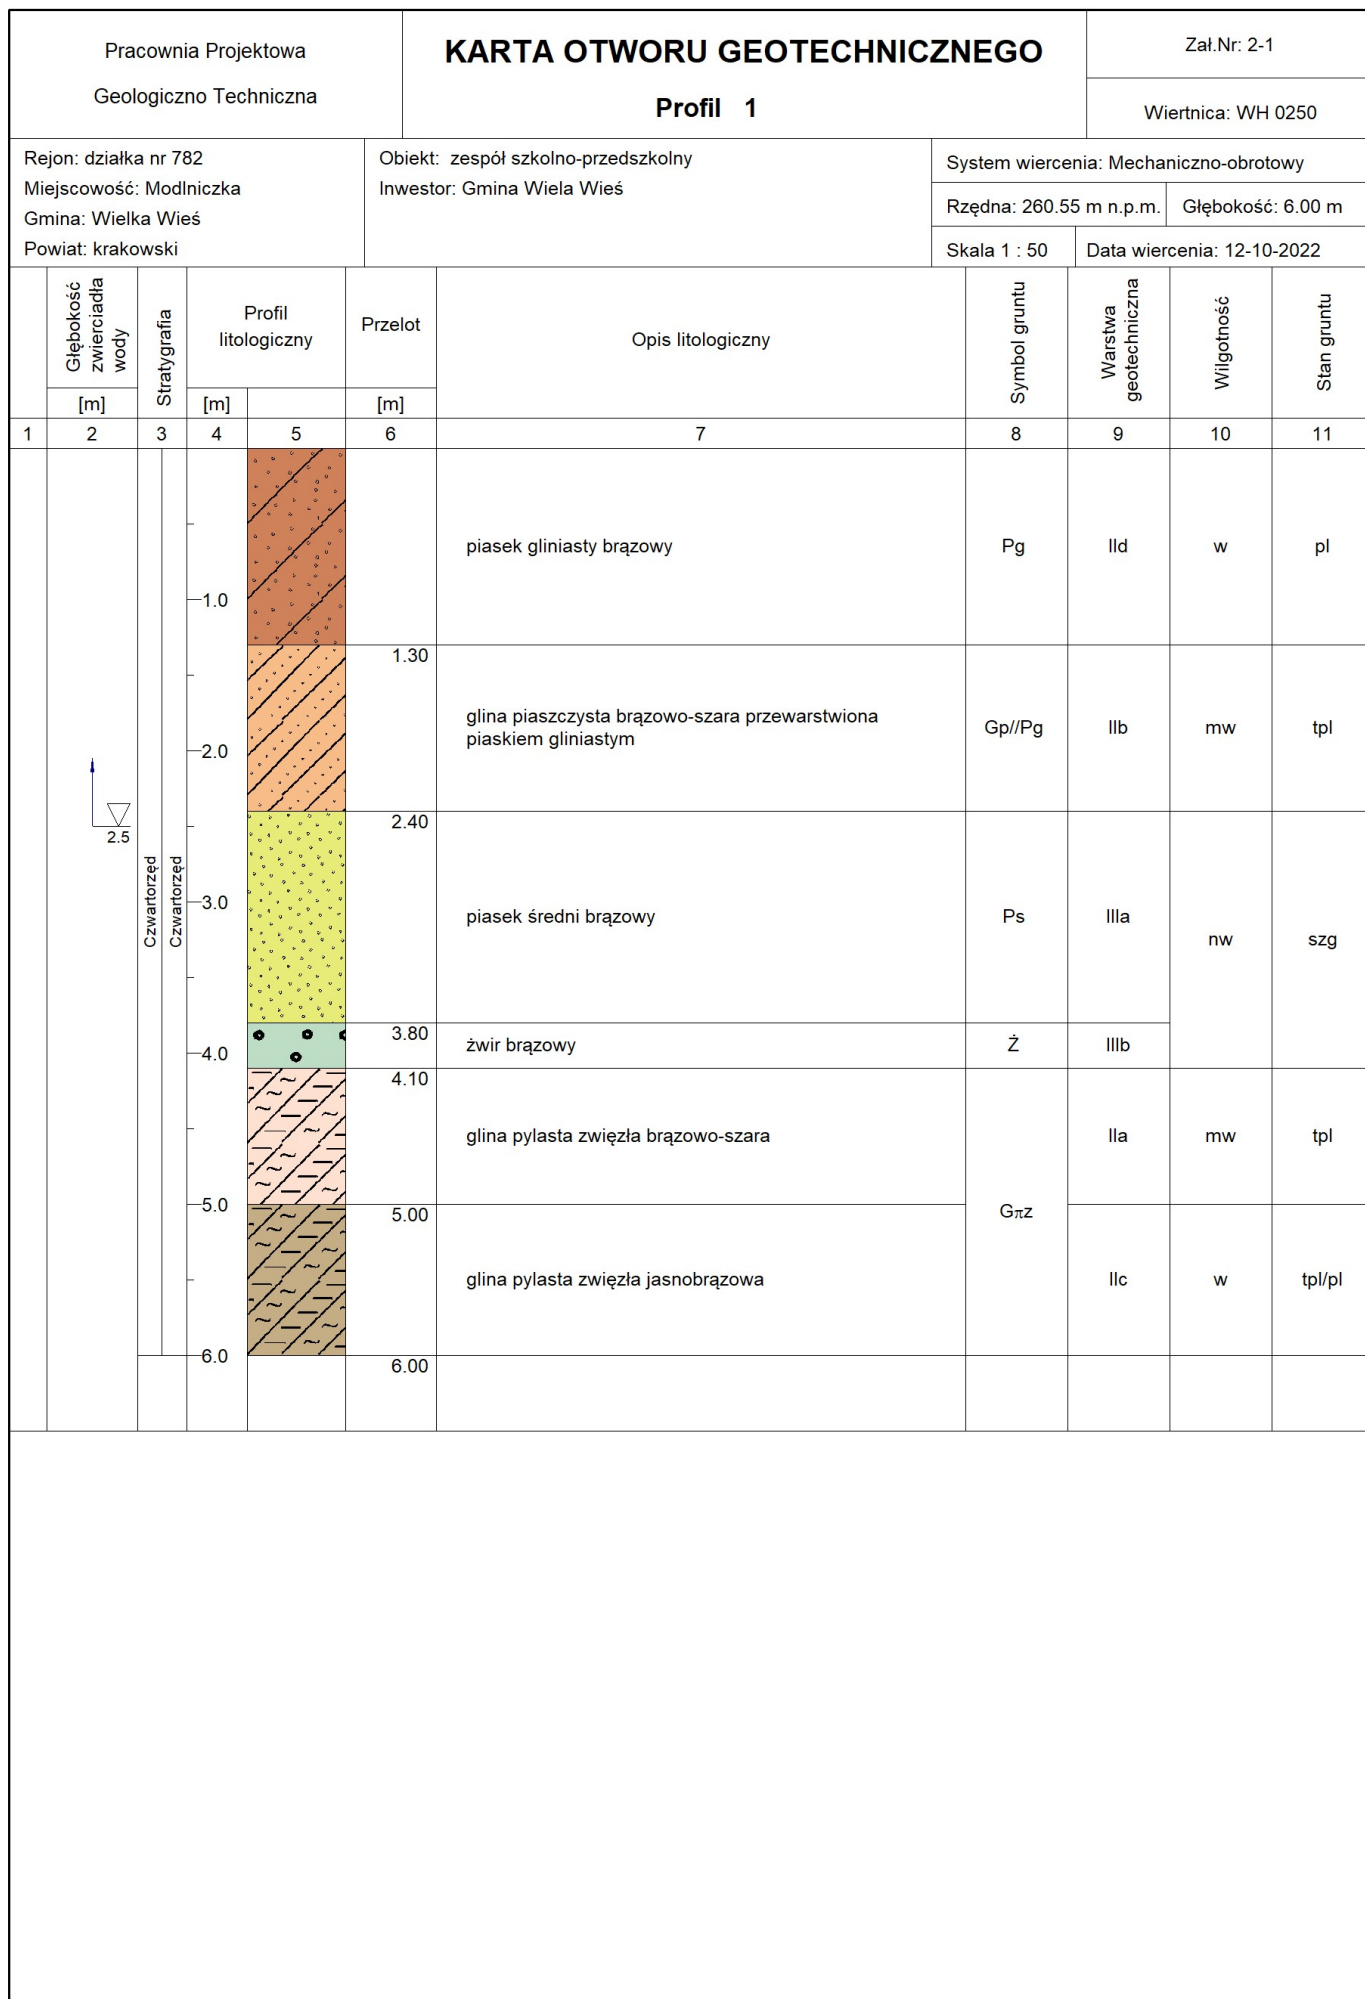 Pracownia Projektowa
Geologiczno Techniczna
KARTA OTWORU GEOTECHNICZNEGO
Profil 1
Zał.Nr: 2-1
Wiertnica: WH 0250
Rejon: działka nr 782
Miejscowość: Modlniczka
Gmina: Wielka Wieś
Powiat: krakowski
Obiekt: zespół szkolno-przedszkolny
Inwestor: Gmina Wiela Wieś
System wiercenia: Mechaniczno-obrotowy
Rzędna: 260.55 m n.p.m.
Głębokość: 6.00 m
Skala 1 : 50
Data wiercenia: 12-10-2022
Głębokość
zwierciadła
wody
[m]
Stratygrafia
Profil
litologiczny
[m]
Przelot
[m]
Opis litologiczny
Symbol gruntu
Warstwa
geotechniczna
Wilgotność
Stan gruntu
1 2 3 4 5 6 7 8 9 10 11
piasek gliniasty brązowy Pg IId w pl
1.0
1.30
glina piaszczysta brązowo-szara przewarstwiona
piaskiem gliniastym
Gp//Pg IIb mw tpl
2.0
2.40
2.5
Czwartorzęd
Czwartorzęd
3.0
piasek średni brązowy Ps IIIa
nw szg
3.80
żwir brązowy Ż IIIb
4.0
4.10
glina pylasta zwięzła brązowo-szara IIa mw tpl
5.0
5.00
Gπz
glina pylasta zwięzła jasnobrązowa IIc w tpl/pl
6.0
6.00